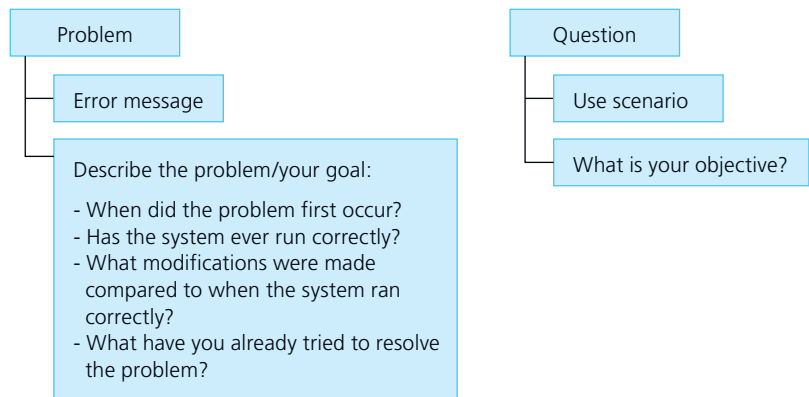 Problem
Error message
Describe the problem/your goal:
- When did the problem first occur?
- Has the system ever run correctly?
- What modifications were made
compared to when the system ran
correctly?
- What have you already tried to resolve
the problem?
Question
Use scenario
What is your objective?